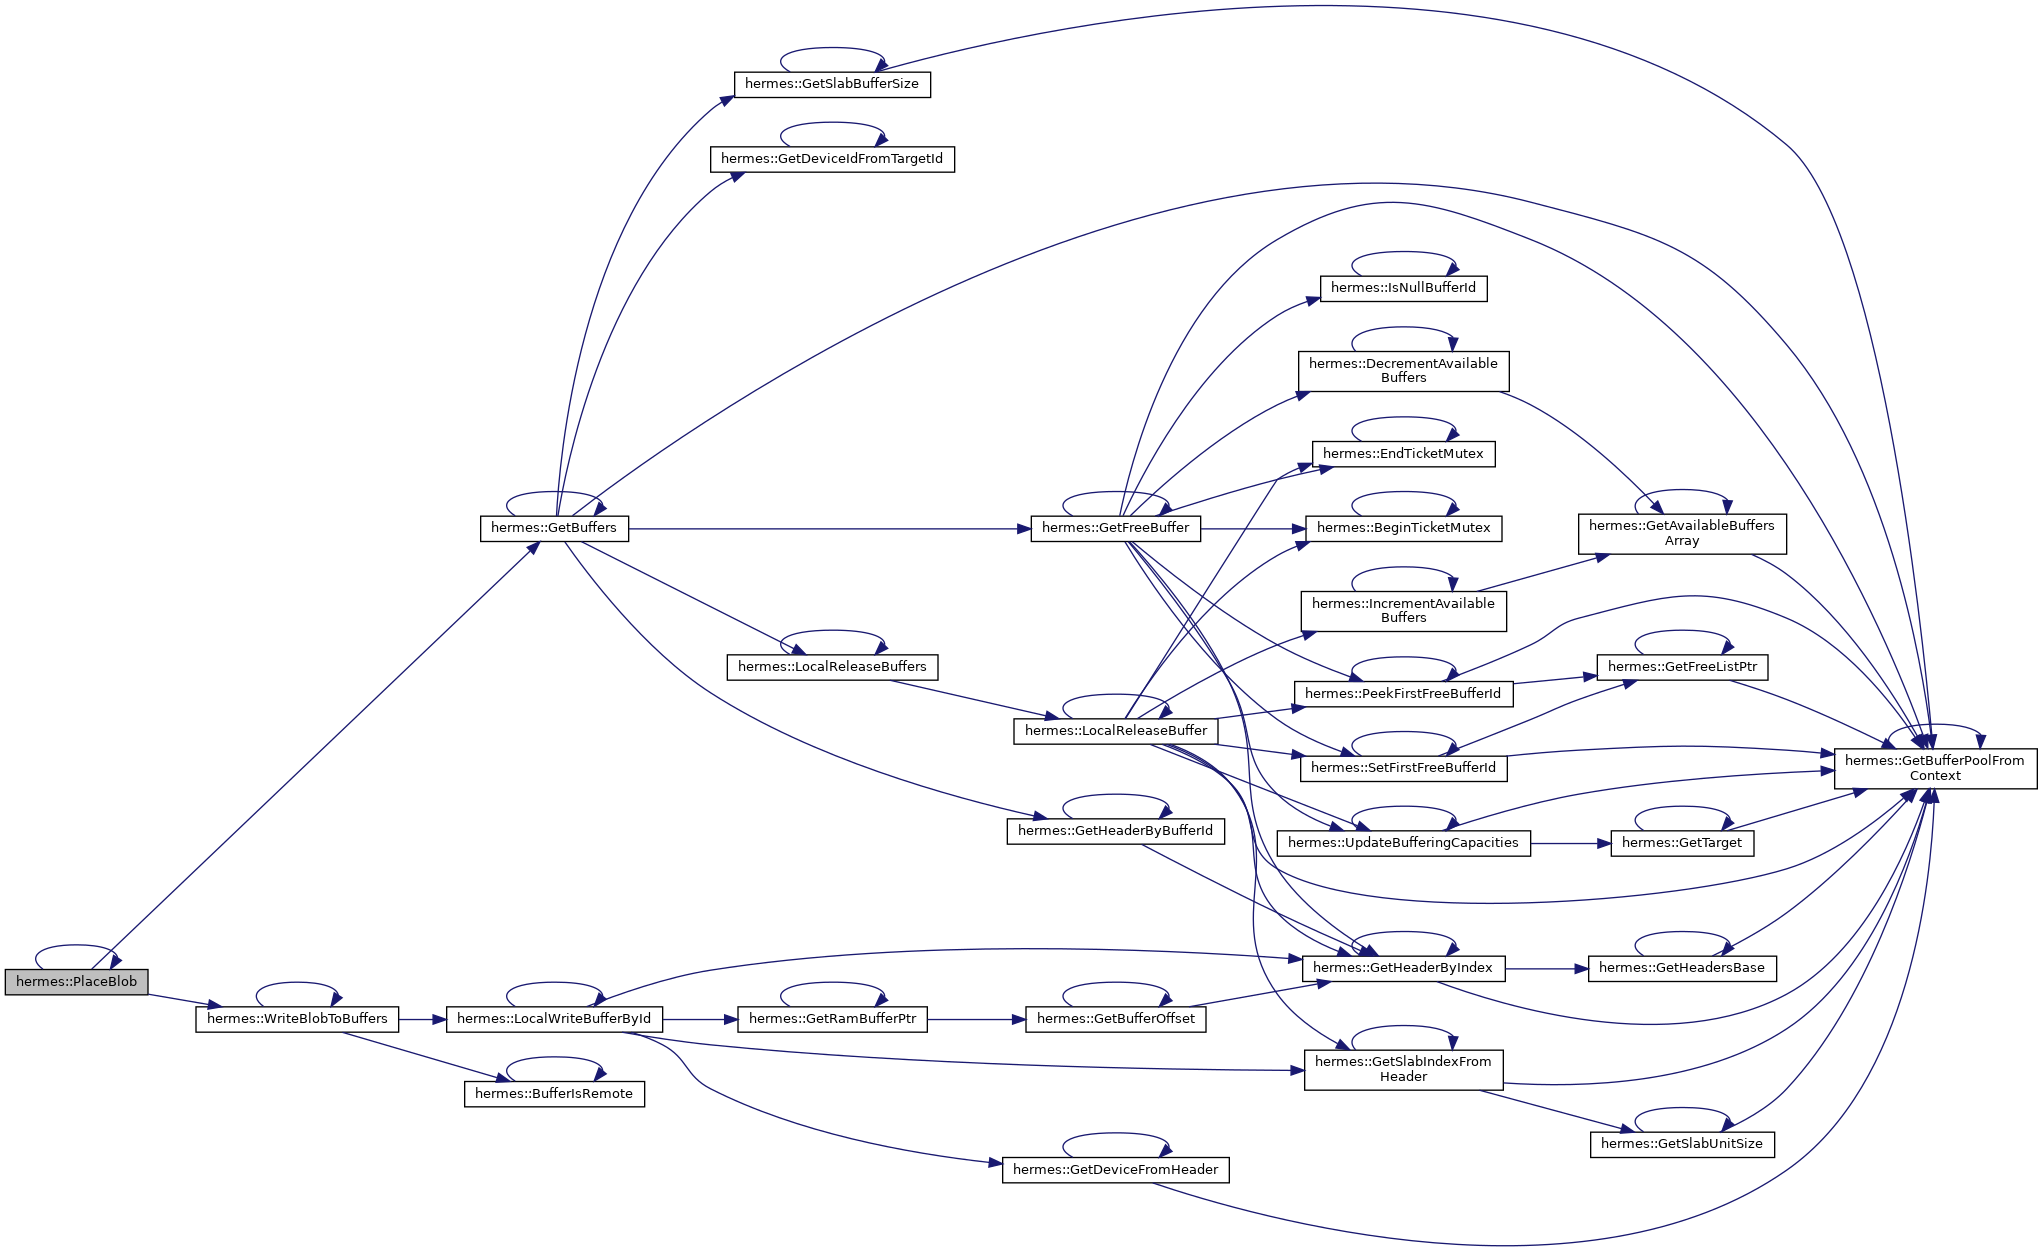 hermes::GetSlabBufferSize
hermes::GetDeviceIdFromTargetId
hermes::IsNullBufferId
hermes::DecrementAvailable
Buffers
hermes::EndTicketMutex
hermes::GetBuffers
hermes::GetFreeBuffer
hermes::BeginTicketMutex
hermes::GetAvailableBuffers
Array
hermes::IncrementAvailable
Buffers
hermes::LocalReleaseBuffers
hermes::GetFreeListPtr
hermes::PeekFirstFreeBufferId
hermes::LocalReleaseBuffer
hermes::SetFirstFreeBufferId
hermes::GetBufferPoolFrom
Context
hermes::GetHeaderByBufferId
hermes::UpdateBufferingCapacities
hermes::GetTarget
hermes::PlaceBlob
hermes::GetHeaderByIndex
hermes::GetHeadersBase
hermes::WriteBlobToBuffers
hermes::LocalWriteBufferById
hermes::GetRamBufferPtr
hermes::GetBufferOffset
hermes::GetSlabIndexFrom
Header
hermes::BufferIsRemote
hermes::GetSlabUnitSize
hermes::GetDeviceFromHeader